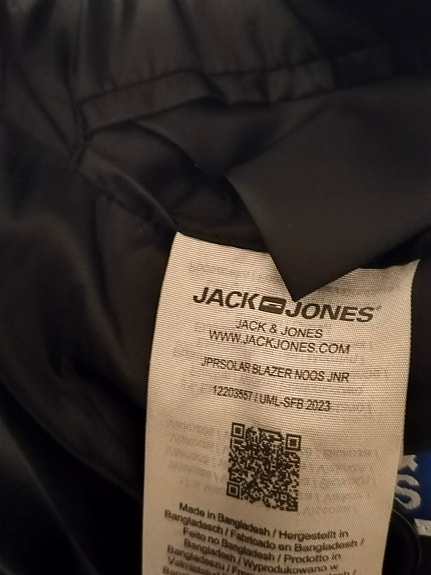 JACK JONES
JACK & JONES
WWW.JACKJONES.COM
JPRSOLAR BLAZER NOOS JNR
12203557 / UML-SFB 2023
Made in Bangladesh / Hergestellt in
Bangladesch / Fabricado en Bangladesh /
Feito no Bangladesh / Prodotto in
Bangladesh / Wyprodukowano w
&
S